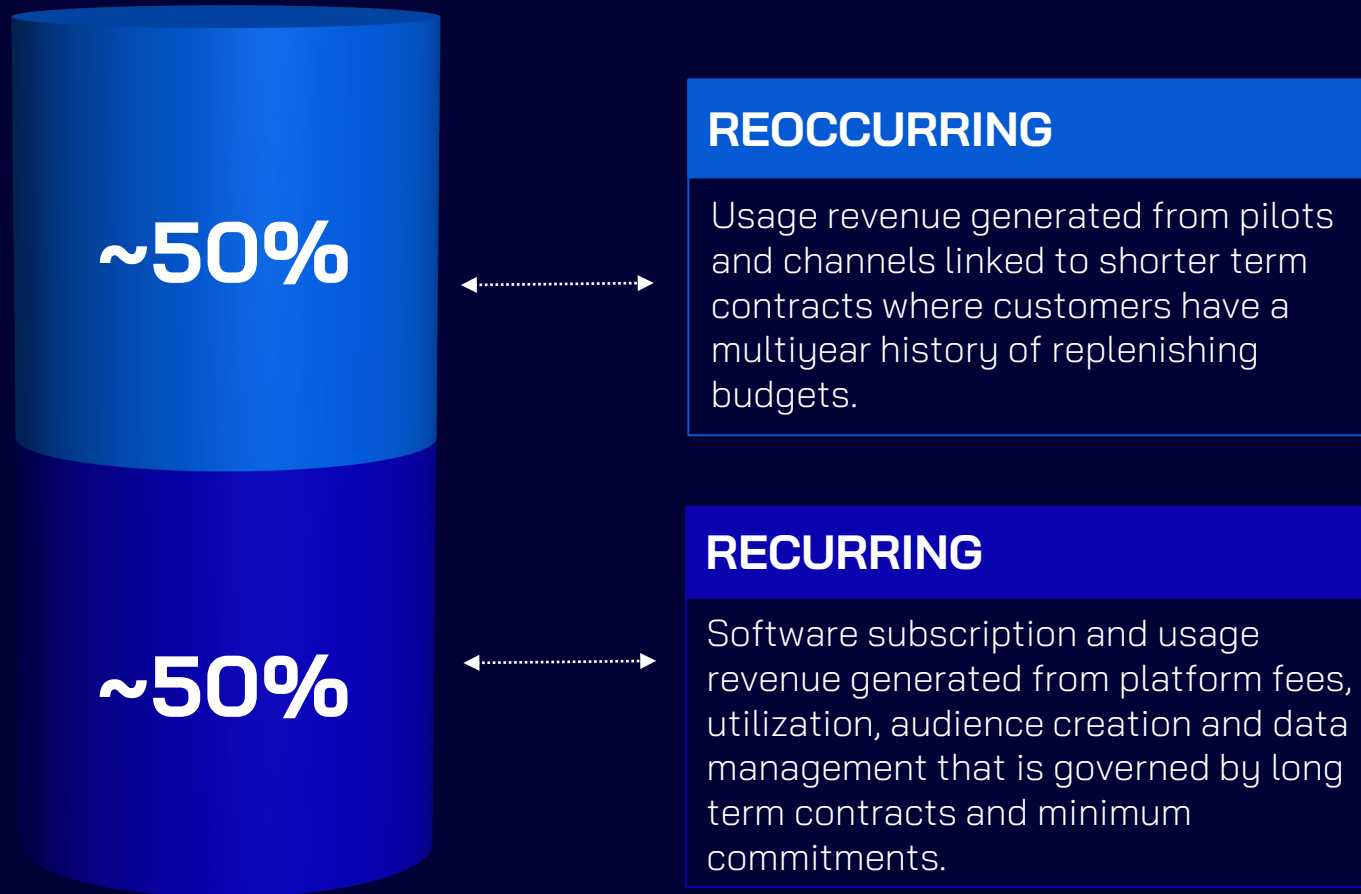 ~50%
REOCCURRING
Usage revenue generated from pilots
and channels linked to shorter term
contracts where customers have a
multiyear history of replenishing
budgets.
~50%
RECURRING
Software subscription and usage
revenue generated from platform fees,
utilization, audience creation and data
management that is governed by long
term contracts and minimum
commitments.